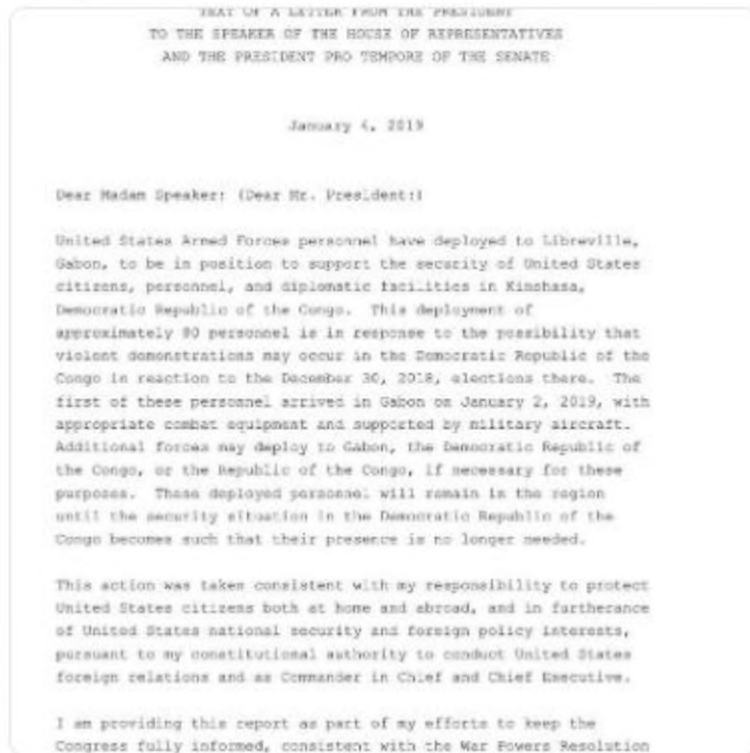 TEXT OF A LETTER FROM THE PRESIDENT
TO THE SPEAKER OF THE HOUSE OF REPRESENTATIVES
AND THE PRESIDENT PRO TEMPORE OF THE SENATE
January 4, 2019
Dear Madam Speaker: (Dear Mr. President:)
United States Armed Forces personnel have deployed to Libreville,
Gabon, to be in position to support the security of United States
citizens, personnel, and diplomatic facilities in Kinshasa,
Democratic Republic of the Congo. This deployment of
approximately 80 personnel is in response to the possibility that
violent demonstrations may occur in the Democratic Republic of the
Congo in reaction to the December 30, 2018, elections there. The
first of these personnel arrived in Gabon on January 2, 2019, with
appropriate combat equipment and supported by military aircraft.
Additional forces may deploy to Gabon, the Democratic Republic of
the Congo, or the Republic of the Congo, if necessary for these
purposes. These deployed personnel will remain in the region
until the security situation in the Democratic Republic of the
Congo becomes such that their presence is no longer needed.
This action was taken consistent with my responsibility to protect
United States citizens both at home and abroad, and in furtherance
of United States national security and foreign policy interests,
pursuant to my constitutional authority to conduct United States
foreign relations and as Commander in Chief and Chief Executive.
I am providing this report as part of my efforts to keep the
Congress fully informed, consistent with the War Powers Resolution